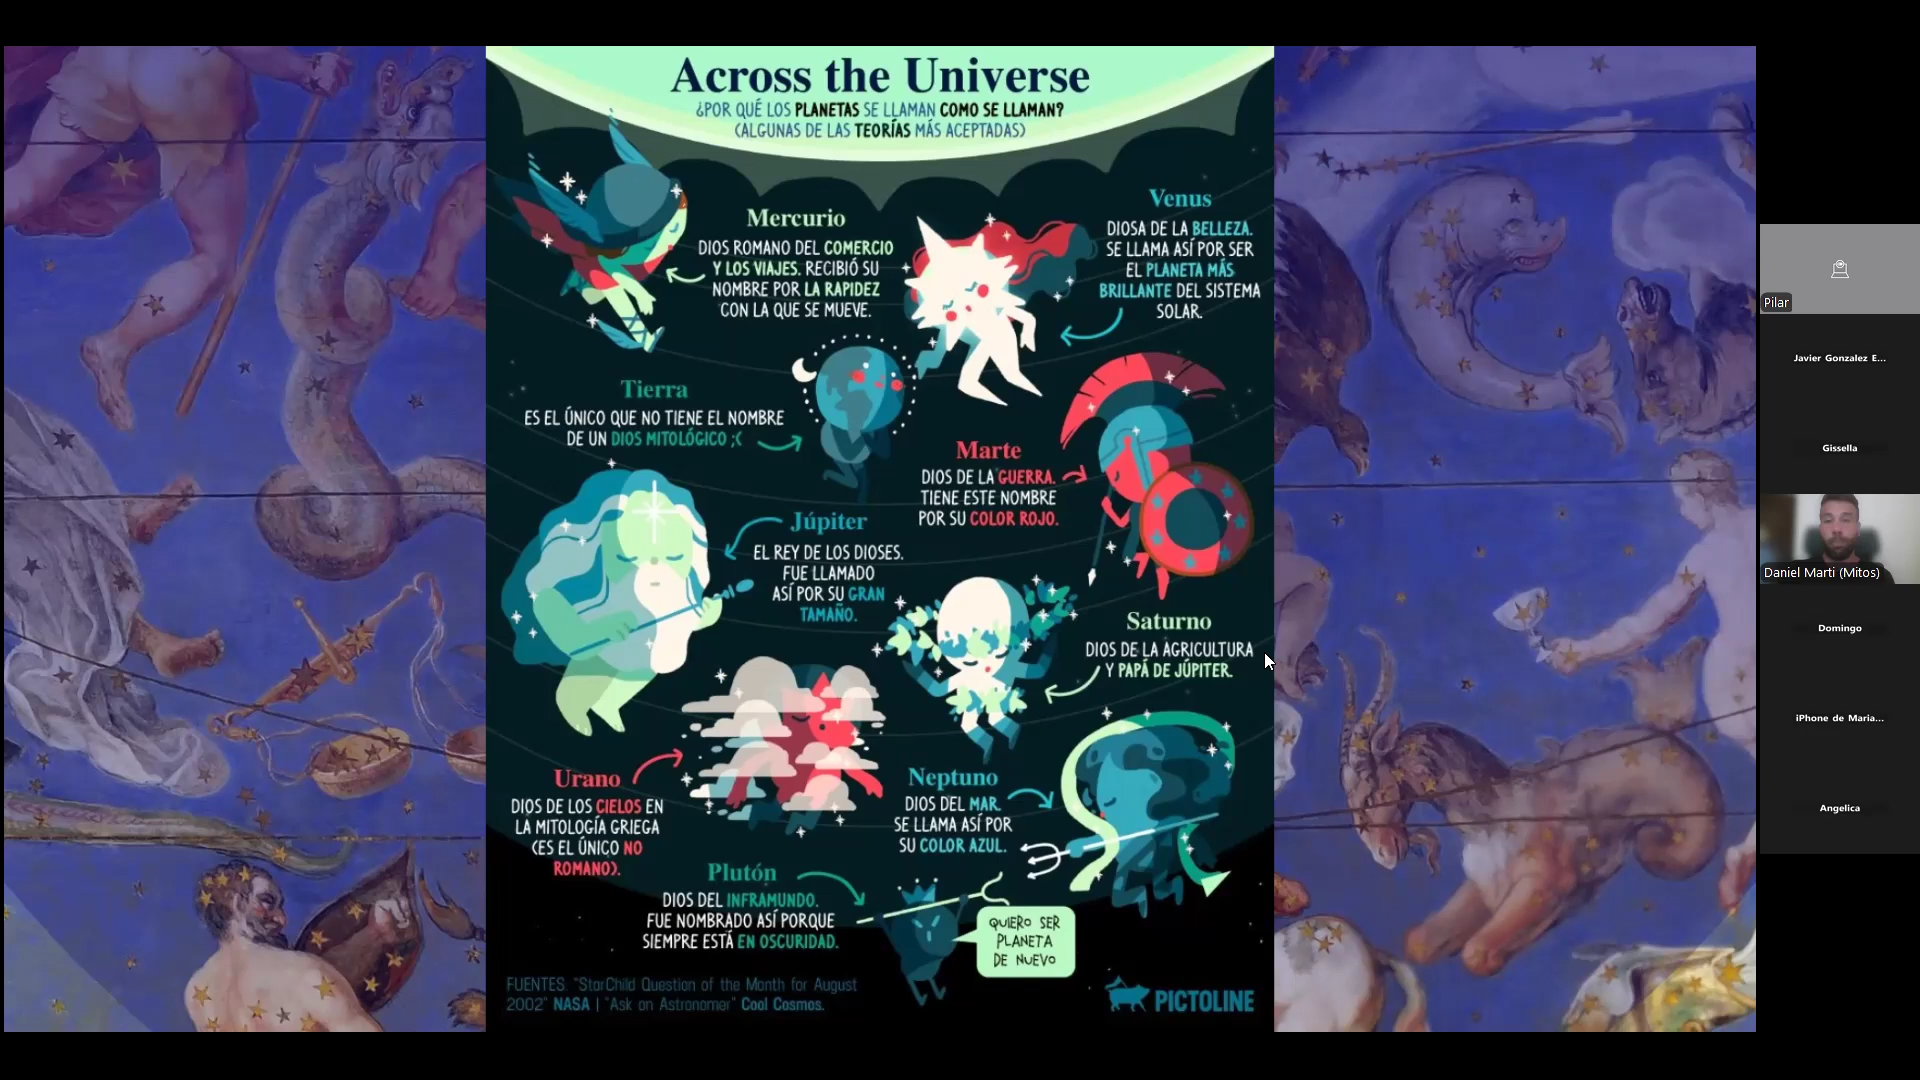 Across the Universe
¿POR QUÉ LOS PLANETAS SE LLAMAN COMO SE LLAMAN?
(ALGUNAS DE LAS TEORÍAS MÁS ACEPTADAS)
Mercurio
DIOS ROMANO DEL COMERCIO
Y LOS VIAJES. RECIBIÓ SU
NOMBRE POR LA RAPIDEZ
CON LA QUE SE MUEVE.
Venus
DIOSA DE LA BELLEZA.
SE LLAMA ASÍ POR SER
EL PLANETA MÁS
BRILLANTE DEL SISTEMA
SOLAR.
Tierra
ES EL ÚNICO QUE NO TIENE EL NOMBRE
DE UN DIOS MITOLÓGICO ;(
Marte
DIOS DE LA GUERRA.
TIENE ESTE NOMBRE
POR SU COLOR ROJO.
Júpiter
EL REY DE LOS DIOSES.
FUE LLAMADO
ASÍ POR SU GRAN
TAMAÑO.
Saturno
DIOS DE LA AGRICULTURA
Y PAPÁ DE JÚPITER.
Urano
DIOS DE LOS CIELOS EN
LA MITOLOGÍA GRIEGA
(ES EL ÚNICO NO
ROMANO).
Neptuno
DIOS DEL MAR.
SE LLAMA ASÍ POR
SU COLOR AZUL.
Plutón
DIOS DEL INFRAMUNDO.
FUE NOMBRADO ASÍ PORQUE
SIEMPRE ESTÁ EN OSCURIDAD.
QUIERO SER
PLANETA
DE NUEVO
FUENTES. "StarChild Question of the Month for August
2002" NASA | "Ask an Astronomer" Cool Cosmos.
PICTOLINE
Pilar
Javier Gonzalez E...
Gissella
Daniel Marti (Mitos)
Domingo
iPhone de Maria...
Angelica